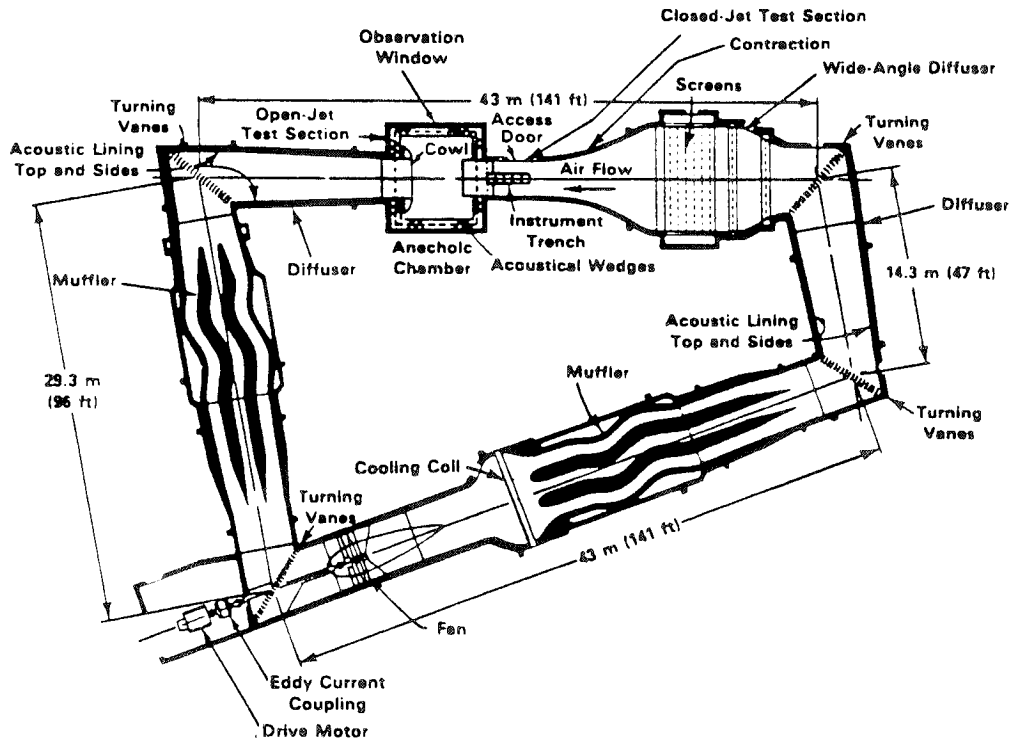 Closed-Jet Test Section
Observation
Window
Contraction
Wide-Angle Diffuser
Screens
43 m (141 ft)
Turning
Vanes
Open-Jet
Test Section
Access
Door
Cowl
Turning
Vanes
Acoustic Lining
Top and Sides
Air Flow
Instrument
Trench
Diffuser
Anechoic
Chamber
Acoustical Wedges
Diffuser
Muffler
14.3 m (47 ft)
Acoustic Lining
Top and Sides
29.3 m
(96 ft)
Muffler
Turning
Vanes
Cooling Coil
Turning
Vanes
43 m (141 ft)
Fan
Eddy Current
Coupling
Drive Motor